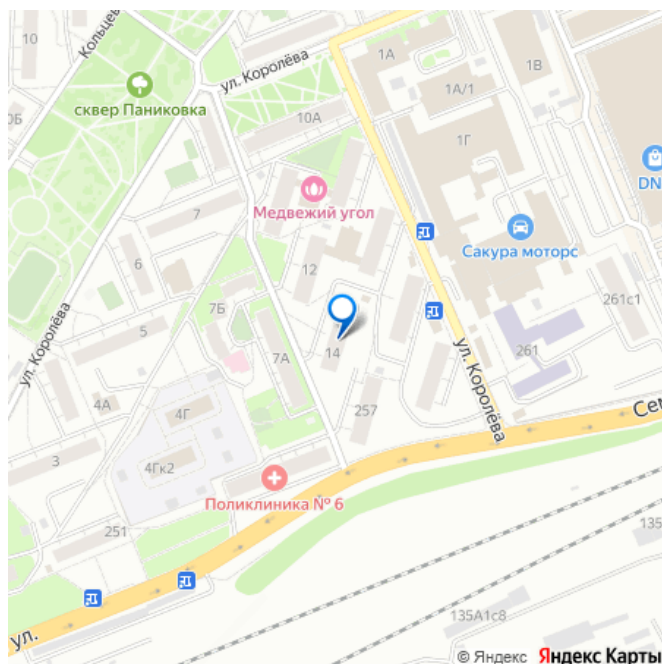 10
Кольцев
ул. Королёва
1А
1В
1А/1
сквер Паниковка
0Б
10А
1Г
DN
Медвежий угол
7
Сакура моторс
6
12
261с1
7Б
ул. Королёва
5
14
7А
ул. Королёва
261
4А
4Г
257
Сем
3
4Гк2
Поликлиника № 6
251
135
135А1с8
ул.
© Яндекс Яндекс Карты